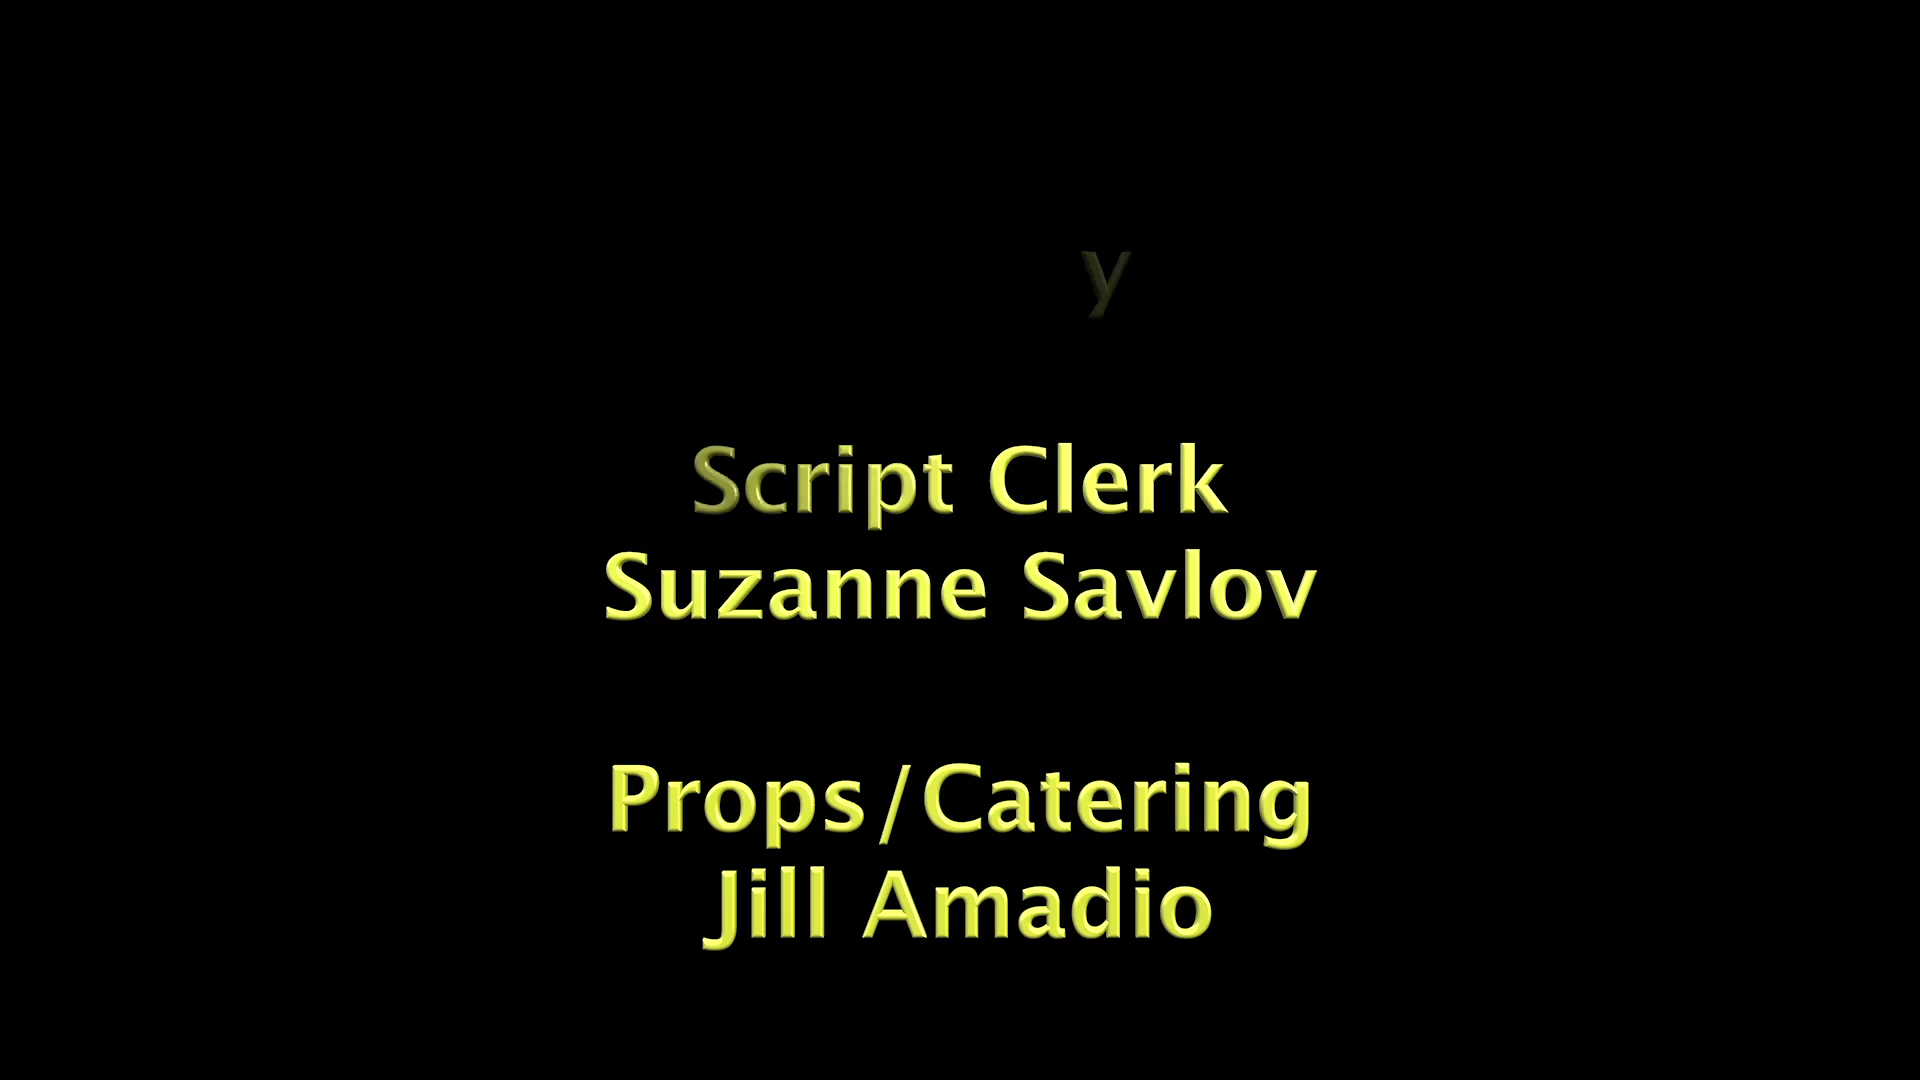 y
Script Clerk
Suzanne Savlov
Props/Catering
Jill Amadio